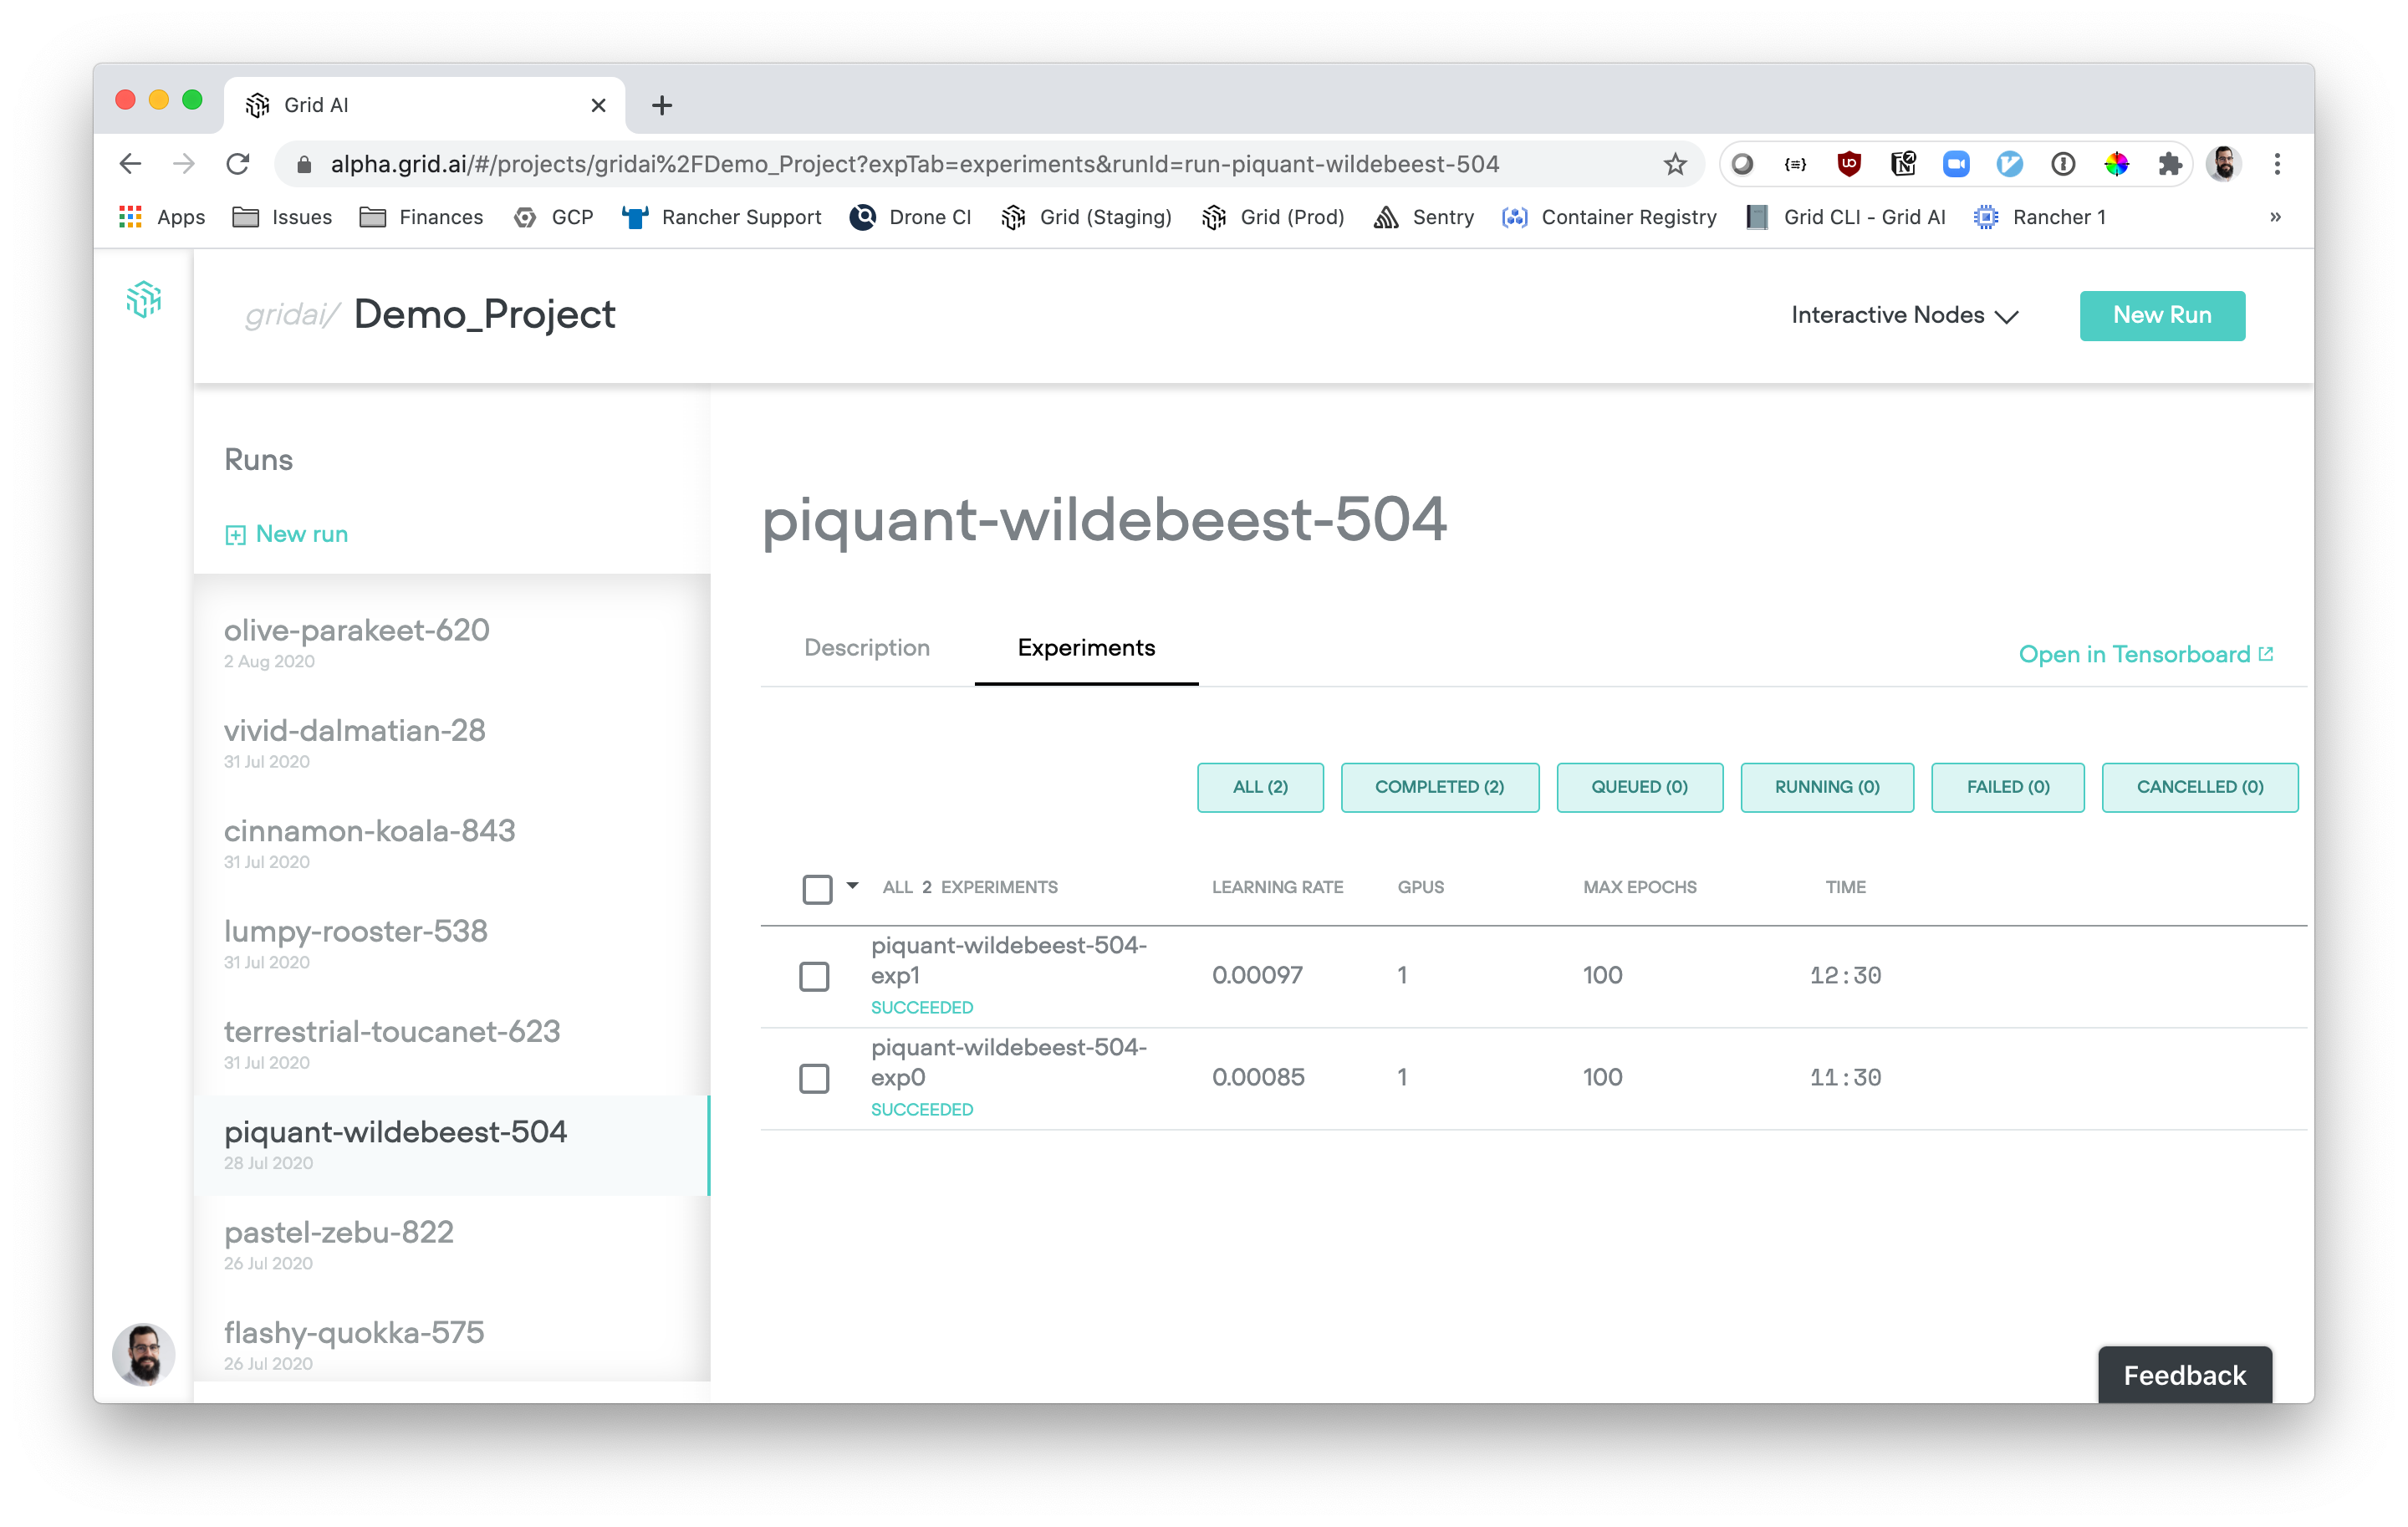 Grid AI
alpha.grid.ai/#/projects/gridai%2FDemo_Project?expTab=experiments&runId=run-piquant-wildebeest-504
Apps Issues Finances GCP Rancher Support Drone CI Grid (Staging) Grid (Prod) Sentry Container Registry Grid CLI - Grid AI Rancher 1 »
gridai/ Demo_Project
Interactive Nodes
New Run
Runs
New run
olive-parakeet-620
2 Aug 2020
vivid-dalmatian-28
31 Jul 2020
cinnamon-koala-843
31 Jul 2020
lumpy-rooster-538
31 Jul 2020
terrestrial-toucanet-623
31 Jul 2020
piquant-wildebeest-504
28 Jul 2020
pastel-zebu-822
26 Jul 2020
flashy-quokka-575
26 Jul 2020
piquant-wildebeest-504
Description Experiments
Open in Tensorboard
ALL (2) COMPLETED (2) QUEUED (0) RUNNING (0) FAILED (0) CANCELLED (0)
ALL 2 EXPERIMENTS LEARNING RATE GPUS MAX EPOCHS TIME
piquant-wildebeest-504-
exp1 0.00097 1 100 12:30
SUCCEEDED
piquant-wildebeest-504-
exp0 0.00085 1 100 11:30
SUCCEEDED
Feedback